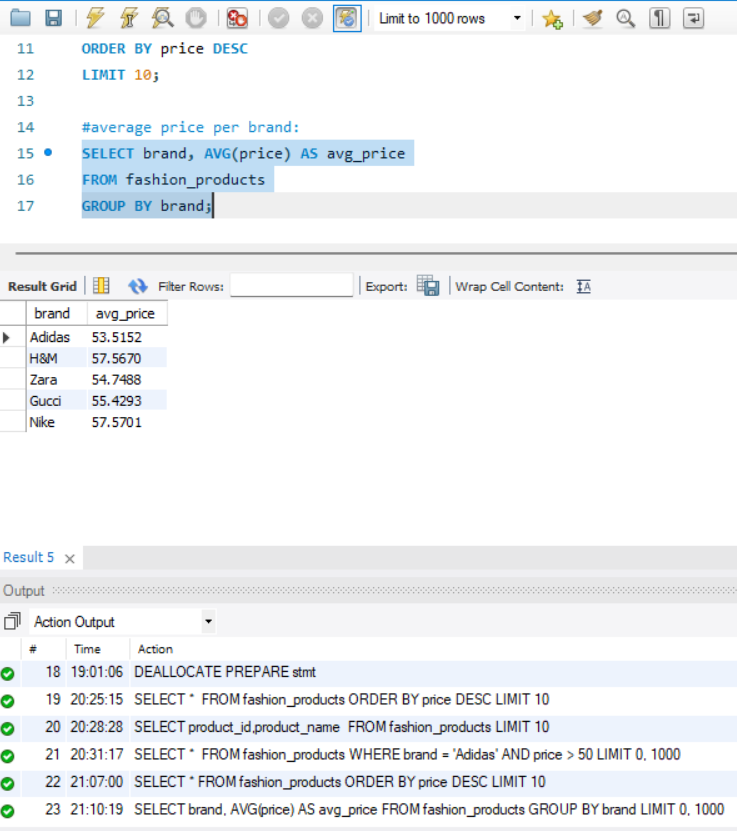 Limit to 1000 rows
11 ORDER BY price DESC
12 LIMIT 10;
13
14 #average price per brand:
15 SELECT brand, AVG(price) AS avg_price
16 FROM fashion_products
17 GROUP BY brand;
Result Grid Filter Rows: Export: Wrap Cell Content: IA
brand avg_price
Adidas 53.5152
H&M 57.5670
Zara 54.7488
Gucci 55.4293
Nike 57.5701
Result 5 ×
Output
Action Output
# Time Action
18 19:01:06 DEALLOCATE PREPARE stmt
19 20:25:15 SELECT * FROM fashion_products ORDER BY price DESC LIMIT 10
20 20:28:28 SELECT product_id,product_name FROM fashion_products LIMIT 10
21 20:31:17 SELECT * FROM fashion_products WHERE brand = 'Adidas' AND price > 50 LIMIT 0, 1000
22 21:07:00 SELECT * FROM fashion_products ORDER BY price DESC LIMIT 10
23 21:10:19 SELECT brand, AVG(price) AS avg_price FROM fashion_products GROUP BY brand LIMIT 0, 1000